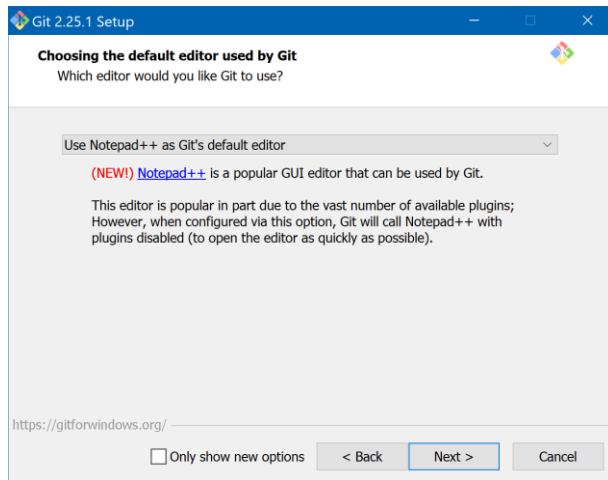 Git 2.25.1 Setup
Choosing the default editor used by Git
Which editor would you like Git to use?
Use Notepad++ as Git's default editor
(NEW!) Notepad++ is a popular GUI editor that can be used by Git.
This editor is popular in part due to the vast number of available plugins;
However, when configured via this option, Git will call Notepad++ with
plugins disabled (to open the editor as quickly as possible).
https://gitforwindows.org/
Only show new options
< Back
Next >
Cancel